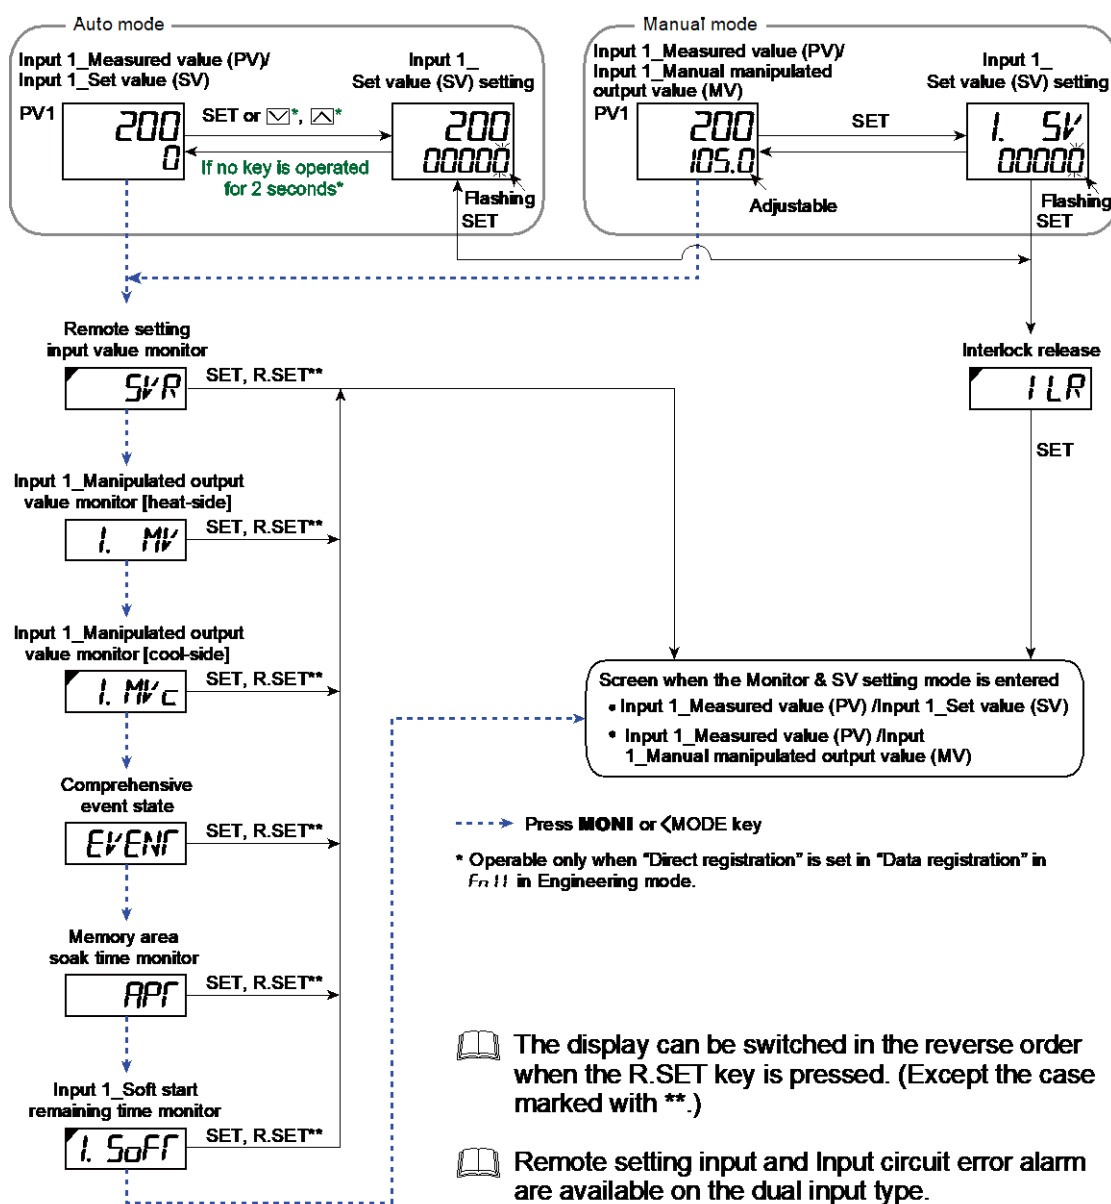 Auto mode
Input 1_Measured value (PV)/
Input 1_Set value (SV)
Input 1_
Set value (SV) setting
PV1
200
0
SET or ﹀*, ︿*
If no key is operated
for 2 seconds*
200
00000
Flashing
SET
Manual mode
Input 1_Measured value (PV)/
Input 1_Manual manipulated
output value (MV)
Input 1_
Set value (SV) setting
PV1
200
105.0
Adjustable
SET
1. SV
00000
Flashing
SET
Remote setting
input value monitor
SVR
SET, R.SET**
Interlock release
ILR
SET
Input 1_Manipulated output
value monitor [heat-side]
1. MV
SET, R.SET**
Input 1_Manipulated output
value monitor [cool-side]
1. MVc
SET, R.SET**
Screen when the Monitor & SV setting mode is entered
• Input 1_Measured value (PV) /Input 1_Set value (SV)
• Input 1_Measured value (PV) /Input
1_Manual manipulated output value (MV)
Comprehensive
event state
EVENT
SET, R.SET**
Press MONI or <MODE key
* Operable only when "Direct registration" is set in "Data registration" in
Fn11 in Engineering mode.
Memory area
soak time monitor
APT
SET, R.SET**
Input 1_Soft start
remaining time monitor
1. SoFT
SET, R.SET**
The display can be switched in the reverse order
when the R.SET key is pressed. (Except the case
marked with **.)
Remote setting input and Input circuit error alarm
are available on the dual input type.